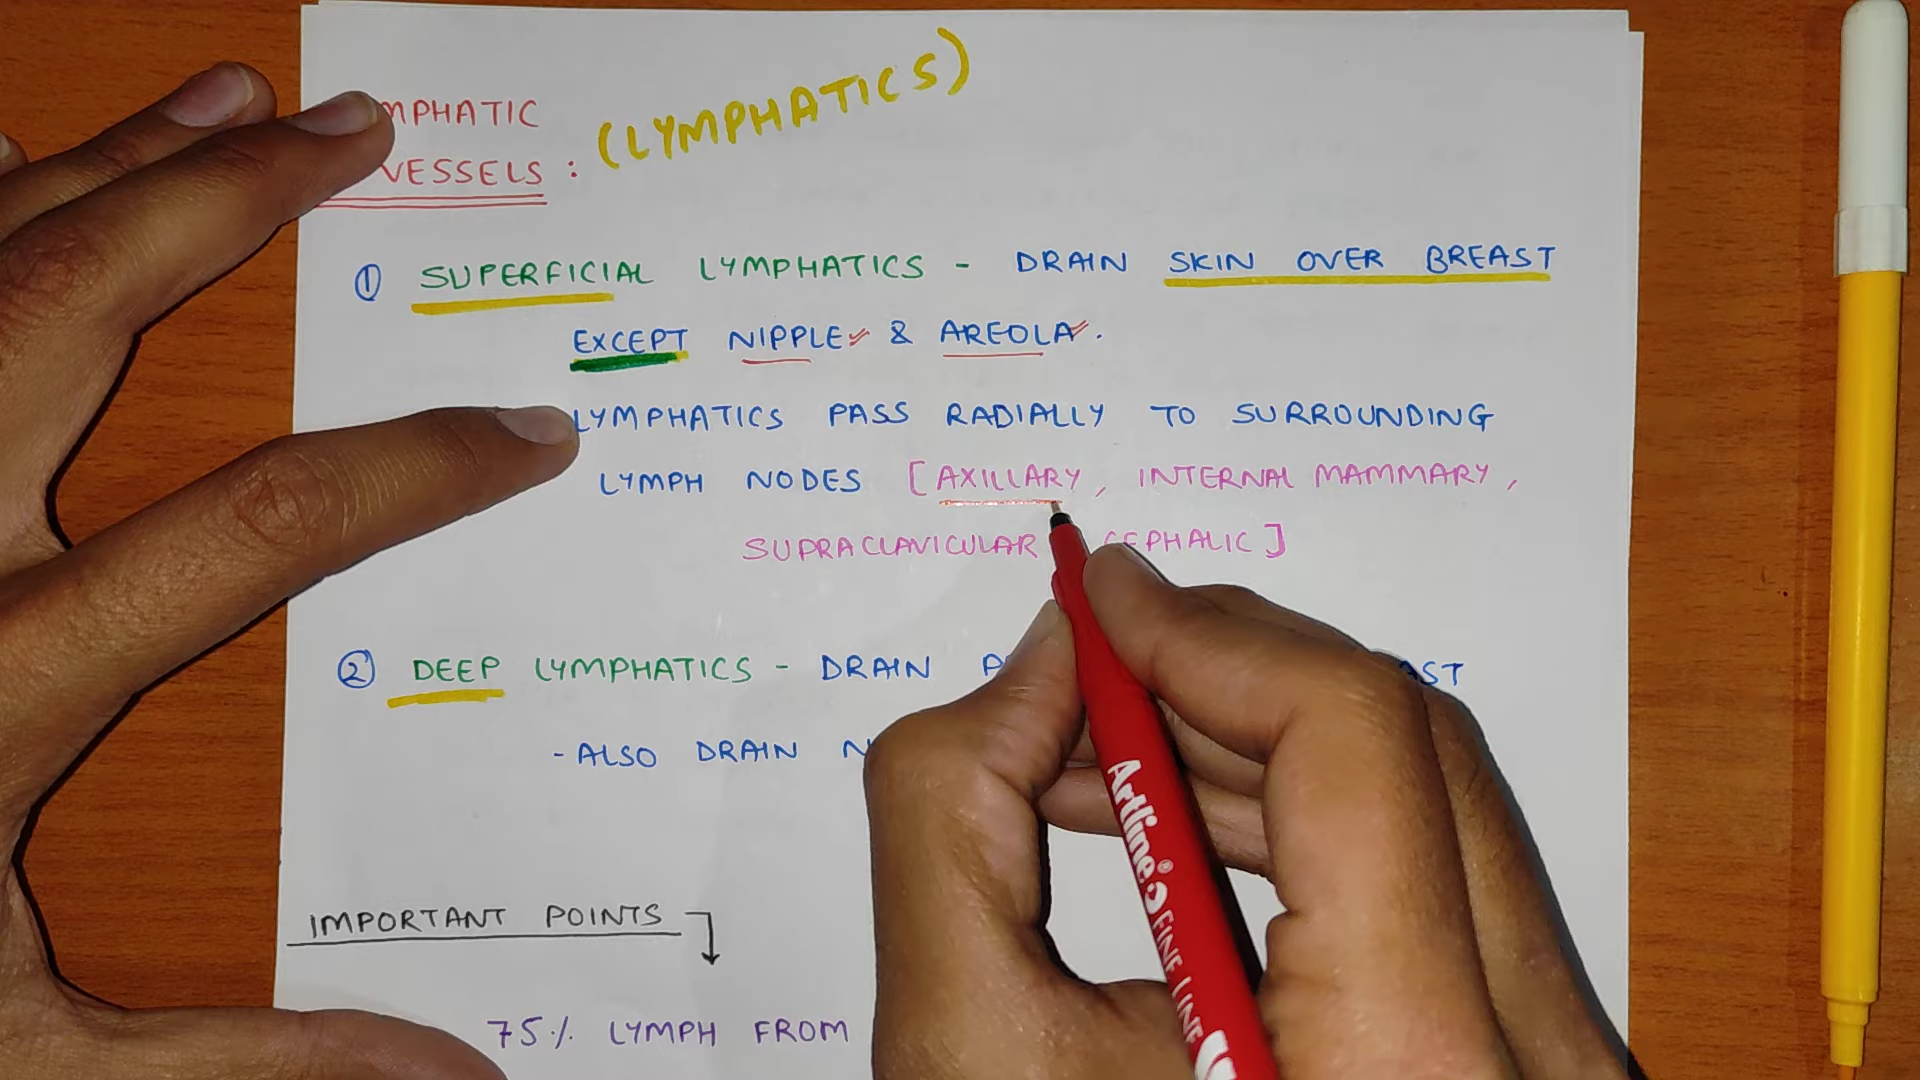 MPHATIC
VESSELS : (LYMPHATICS)
① SUPERFICIAL LYMPHATICS - DRAIN SKIN OVER BREAST
EXCEPT NIPPLE & AREOLA.
LYMPHATICS PASS RADIALLY TO SURROUNDING
LYMPH NODES [AXILLARY, INTERNAL MAMMARY,
SUPRACLAVICULAR CEPHALIC]
② DEEP LYMPHATICS - DRAIN
- ALSO DRAIN
IMPORTANT POINTS
75% LYMPH FROM
Artline FINE LINE